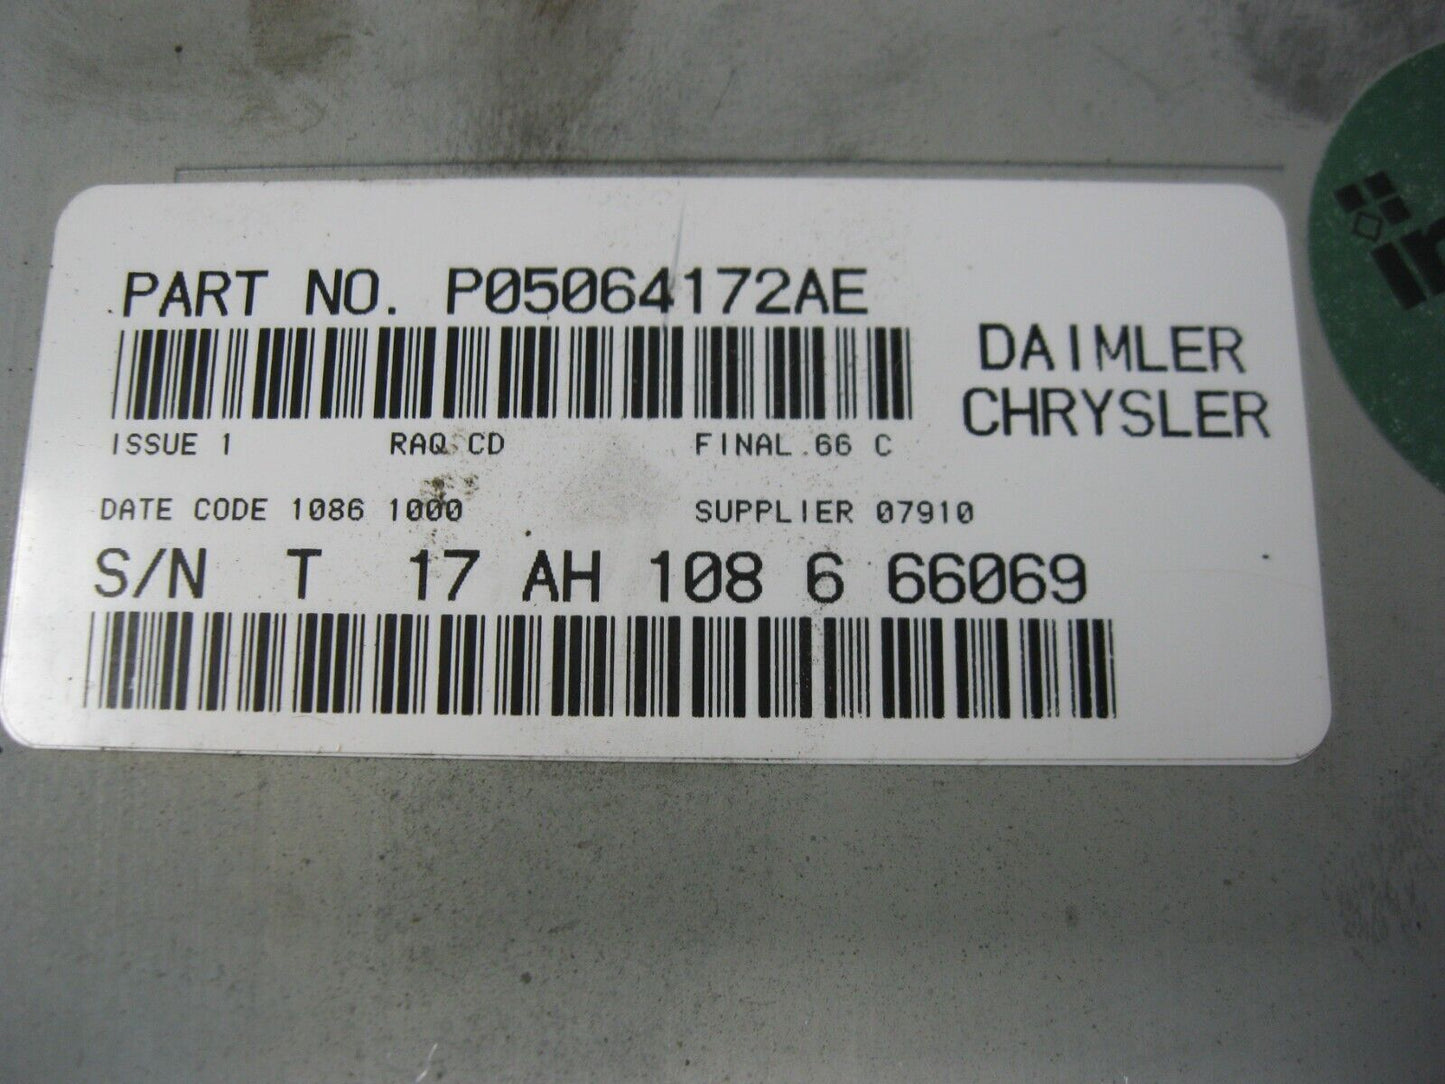 PART NO. P05064172AE
DAIMLER
CHRYSLER
ISSUE 1 RAQ CD FINAL 66 C
DATE CODE 1086 1000 SUPPLIER 07910
S/N T 17 AH 108 6 66069